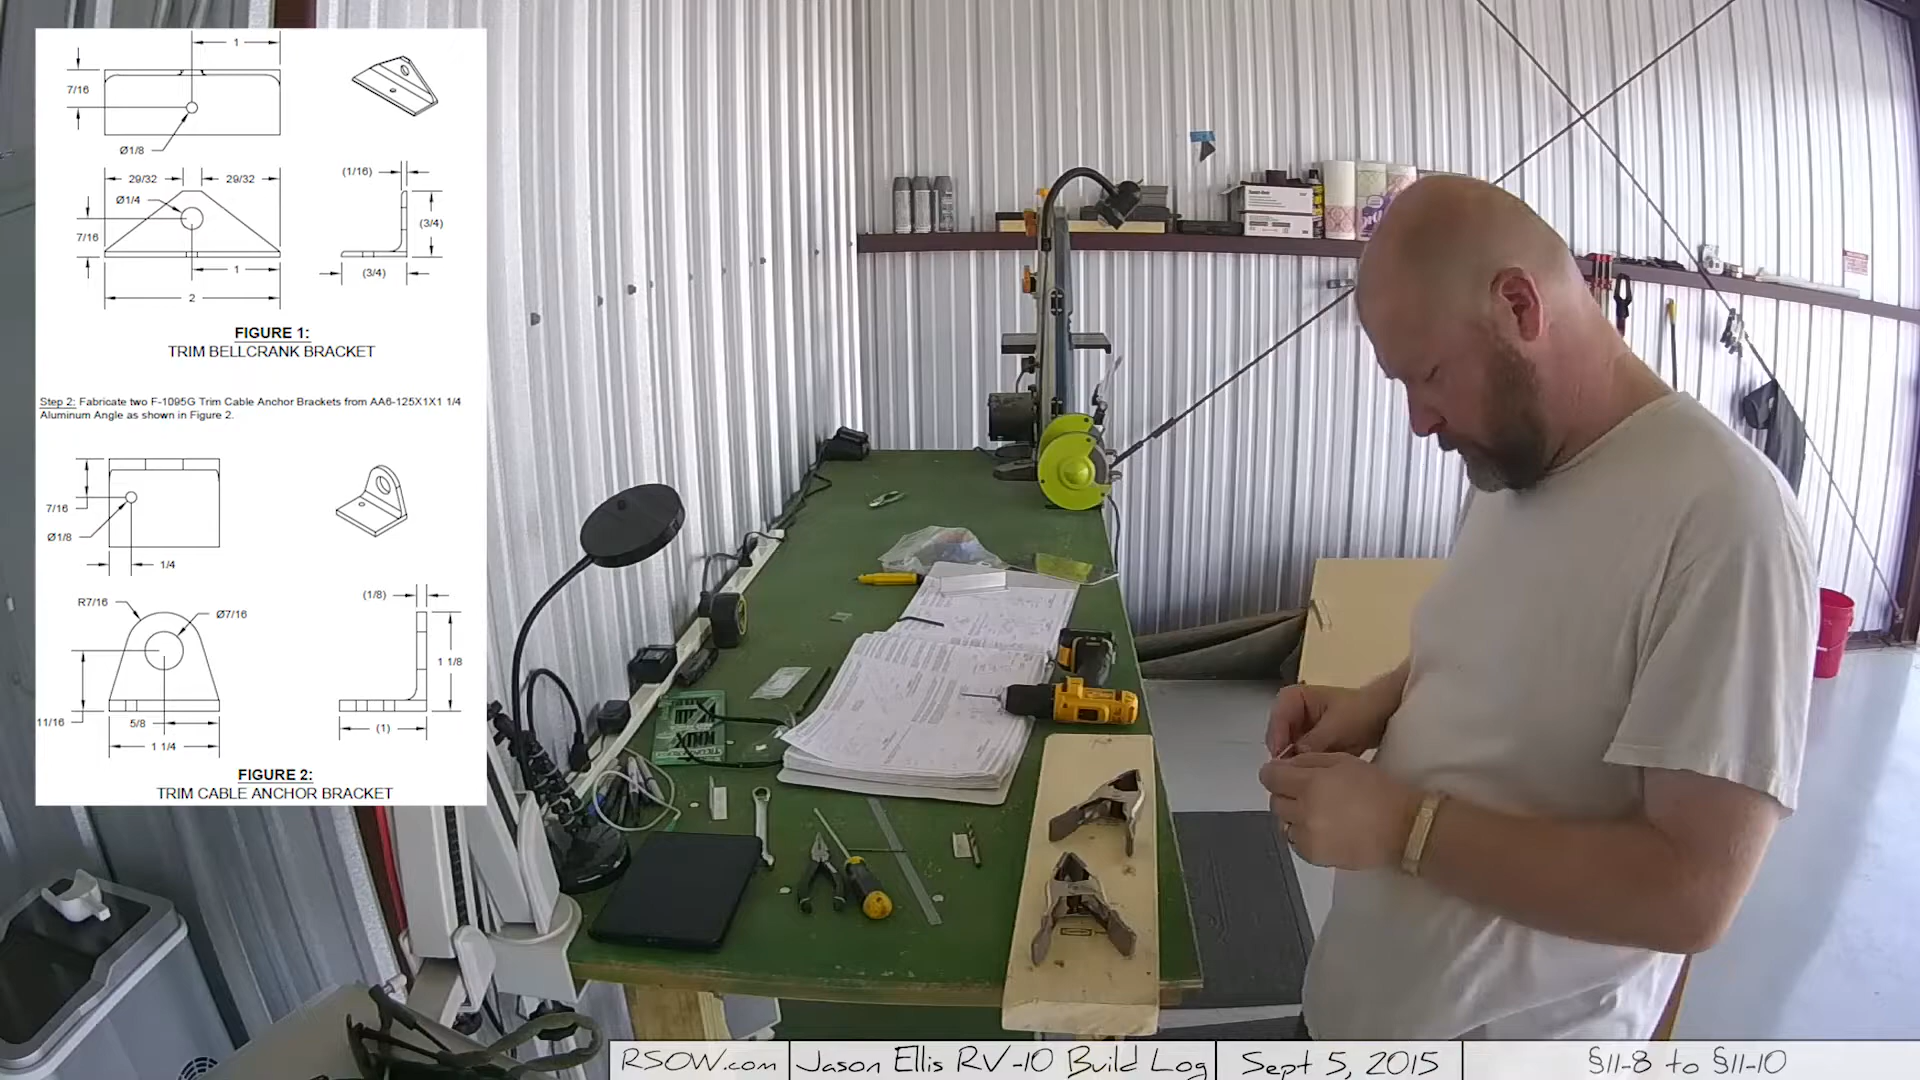 1
7/16
Ø1/8
29/32
29/32
Ø1/4
7/16
1
2
(1/16)
(3/4)
(3/4)
FIGURE 1:
TRIM BELLCRANK BRACKET
Step 2: Fabricate two F-1095G Trim Cable Anchor Brackets from AA6-125X1X1 1/4
Aluminum Angle as shown in Figure 2.
7/16
Ø1/8
1/4
R7/16
Ø7/16
11/16
5/8
1 1/4
(1/8)
1 1/8
(1)
FIGURE 2:
TRIM CABLE ANCHOR BRACKET
RSOW.com
Jason Ellis RV-10 Build Log
Sept 5, 2015
§11-8 to §11-10